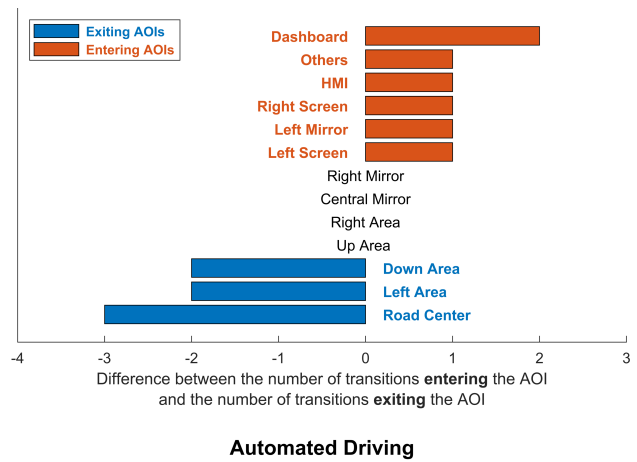 Exiting AOIs
Entering AOIs
Dashboard
Others
HMI
Right Screen
Left Mirror
Left Screen
Right Mirror
Central Mirror
Right Area
Up Area
Down Area
Left Area
Road Center
-4 -3 -2 -1 0 1 2 3
Difference between the number of transitions entering the AOI
and the number of transitions exiting the AOI
Automated Driving